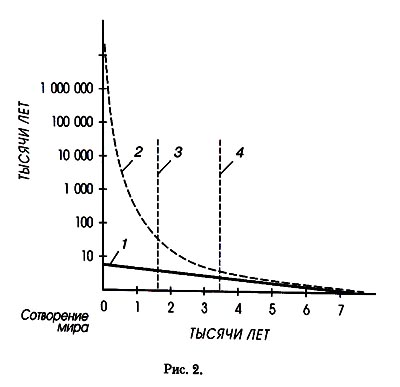 ТЫСЯЧИ ЛЕТ
1 000 000
100 000
10 000
1 000
100
10
1
2
3
4
0 1 2 3 4 5 6 7
Сотворение
мира
ТЫСЯЧИ ЛЕТ
Рис. 2.